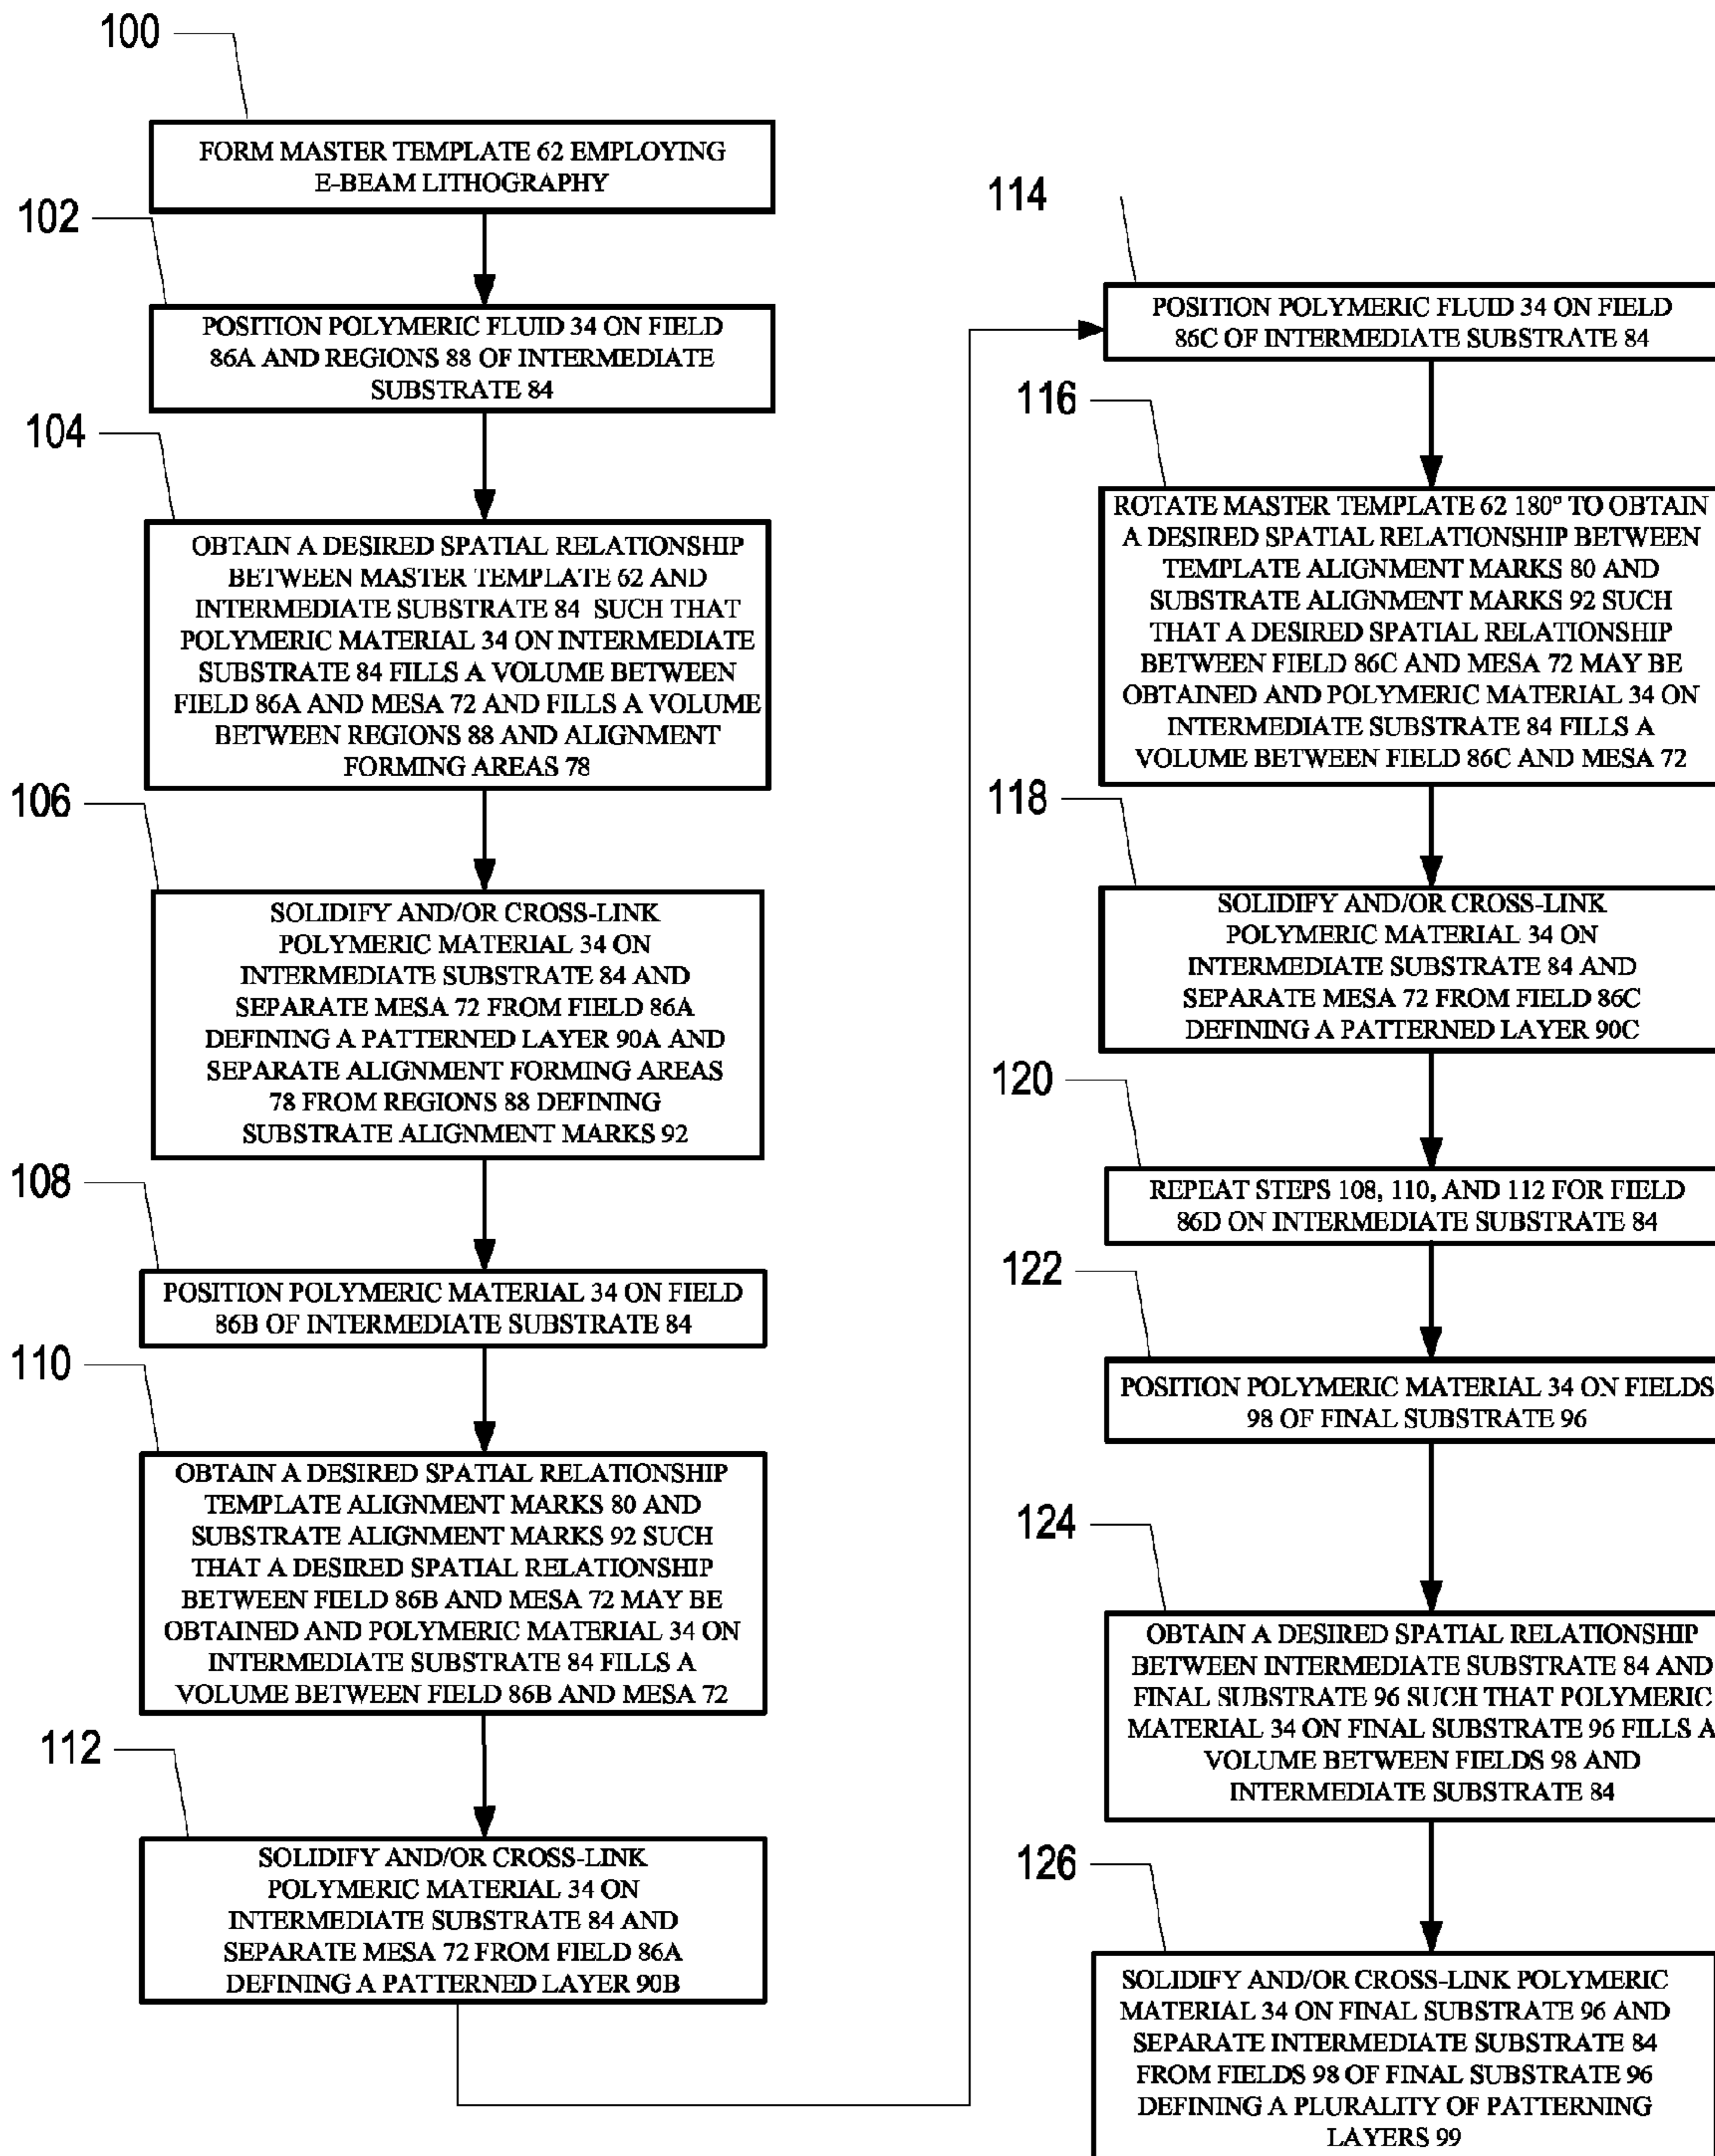 100
FORM MASTER TEMPLATE 62 EMPLOYING
E-BEAM LITHOGRAPHY
102
POSITION POLYMERIC FLUID 34 ON FIELD
86A AND REGIONS 88 OF INTERMEDIATE
SUBSTRATE 84
104
OBTAIN A DESIRED SPATIAL RELATIONSHIP
BETWEEN MASTER TEMPLATE 62 AND
INTERMEDIATE SUBSTRATE 84 SUCH THAT
POLYMERIC MATERIAL 34 ON INTERMEDIATE
SUBSTRATE 84 FILLS A VOLUME BETWEEN
FIELD 86A AND MESA 72 AND FILLS A VOLUME
BETWEEN REGIONS 88 AND ALIGNMENT
FORMING AREAS 78
106
SOLIDIFY AND/OR CROSS-LINK
POLYMERIC MATERIAL 34 ON
INTERMEDIATE SUBSTRATE 84 AND
SEPARATE MESA 72 FROM FIELD 86A
DEFINING A PATTERNED LAYER 90A AND
SEPARATE ALIGNMENT FORMING AREAS
78 FROM REGIONS 88 DEFINING
SUBSTRATE ALIGNMENT MARKS 92
108
POSITION POLYMERIC MATERIAL 34 ON FIELD
86B OF INTERMEDIATE SUBSTRATE 84
110
OBTAIN A DESIRED SPATIAL RELATIONSHIP
TEMPLATE ALIGNMENT MARKS 80 AND
SUBSTRATE ALIGNMENT MARKS 92 SUCH
THAT A DESIRED SPATIAL RELATIONSHIP
BETWEEN FIELD 86B AND MESA 72 MAY BE
OBTAINED AND POLYMERIC MATERIAL 34 ON
INTERMEDIATE SUBSTRATE 84 FILLS A
VOLUME BETWEEN FIELD 86B AND MESA 72
112
SOLIDIFY AND/OR CROSS-LINK
POLYMERIC MATERIAL 34 ON
INTERMEDIATE SUBSTRATE 84 AND
SEPARATE MESA 72 FROM FIELD 86A
DEFINING A PATTERNED LAYER 90B
114
POSITION POLYMERIC FLUID 34 ON FIELD
86C OF INTERMEDIATE SUBSTRATE 84
116
ROTATE MASTER TEMPLATE 62 180° TO OBTAIN
A DESIRED SPATIAL RELATIONSHIP BETWEEN
TEMPLATE ALIGNMENT MARKS 80 AND
SUBSTRATE ALIGNMENT MARKS 92 SUCH
THAT A DESIRED SPATIAL RELATIONSHIP
BETWEEN FIELD 86C AND MESA 72 MAY BE
OBTAINED AND POLYMERIC MATERIAL 34 ON
INTERMEDIATE SUBSTRATE 84 FILLS A
VOLUME BETWEEN FIELD 86C AND MESA 72
118
SOLIDIFY AND/OR CROSS-LINK
POLYMERIC MATERIAL 34 ON
INTERMEDIATE SUBSTRATE 84 AND
SEPARATE MESA 72 FROM FIELD 86C
DEFINING A PATTERNED LAYER 90C
120
REPEAT STEPS 108, 110, AND 112 FOR FIELD
86D ON INTERMEDIATE SUBSTRATE 84
122
POSITION POLYMERIC MATERIAL 34 ON FIELDS
98 OF FINAL SUBSTRATE 96
124
OBTAIN A DESIRED SPATIAL RELATIONSHIP
BETWEEN INTERMEDIATE SUBSTRATE 84 AND
FINAL SUBSTRATE 96 SUCH THAT POLYMERIC
MATERIAL 34 ON FINAL SUBSTRATE 96 FILLS A
VOLUME BETWEEN FIELDS 98 AND
INTERMEDIATE SUBSTRATE 84
126
SOLIDIFY AND/OR CROSS-LINK POLYMERIC
MATERIAL 34 ON FINAL SUBSTRATE 96 AND
SEPARATE INTERMEDIATE SUBSTRATE 84
FROM FIELDS 98 OF FINAL SUBSTRATE 96
DEFINING A PLURALITY OF PATTERNING
LAYERS 99